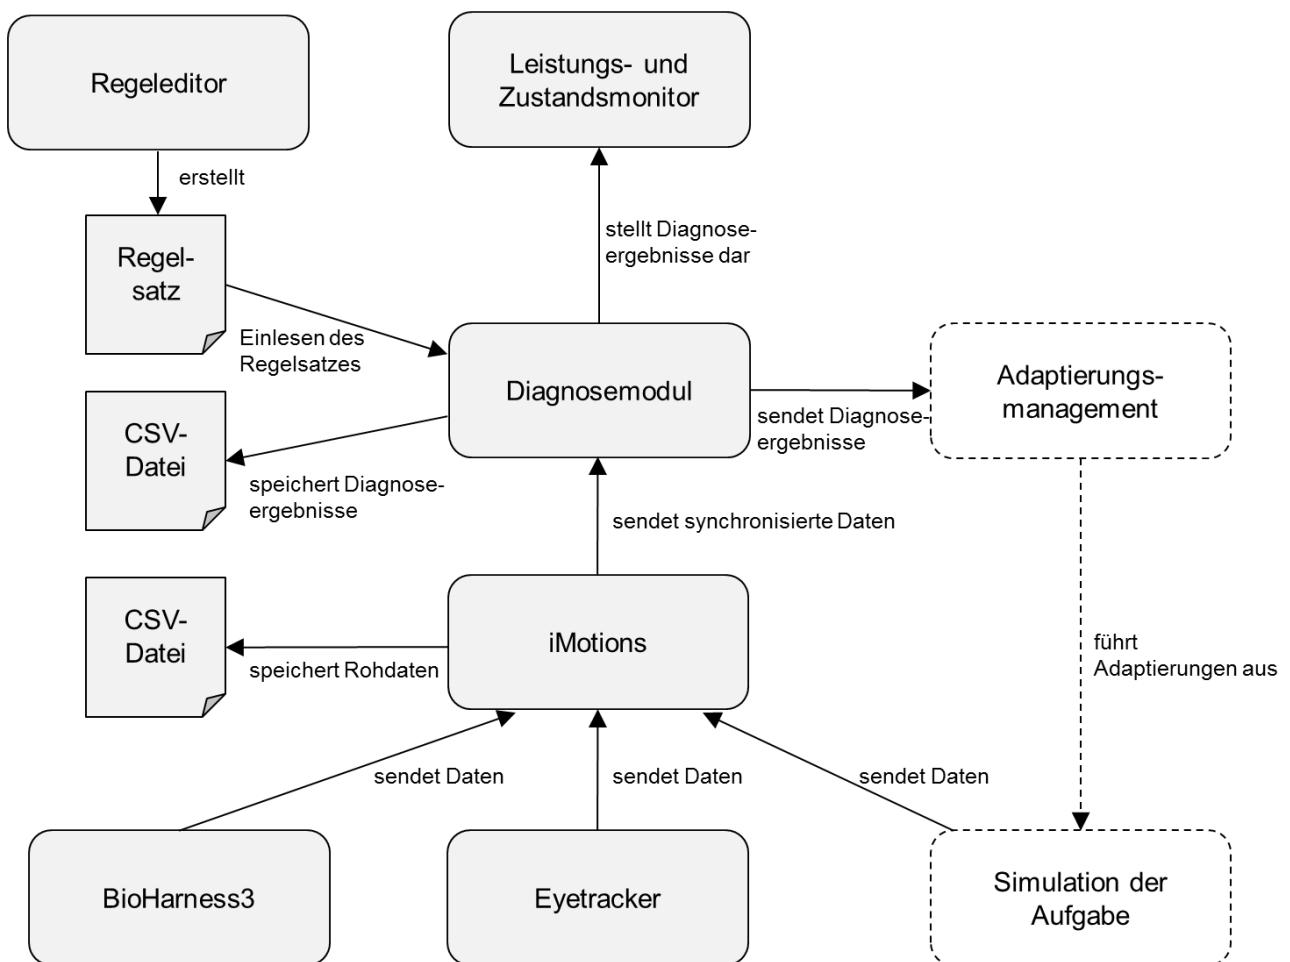 Regeleditor
Leistungs- und
Zustandsmonitor
erstellt
Regel-
satz
stellt Diagnose-
ergebnisse dar
Einlesen des
Regelsatzes
Diagnosemodul
Adaptierungs-
management
sendet Diagnose-
ergebnisse
CSV-
Datei
speichert Diagnose-
ergebnisse
sendet synchronisierte Daten
CSV-
Datei
iMotions
speichert Rohdaten
führt
Adaptierungen aus
sendet Daten
sendet Daten
sendet Daten
BioHarness3
Eyetracker
Simulation der
Aufgabe